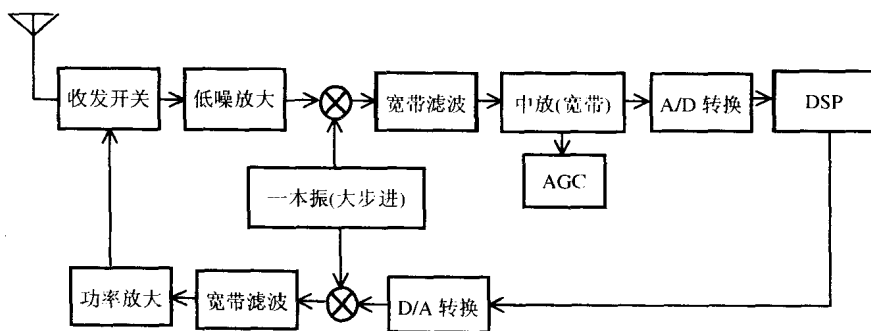 收发开关
低噪放大
宽带滤波
中放(宽带)
A/D 转换
DSP
AGC
一本振(大步进)
功率放大
宽带滤波
D/A 转换